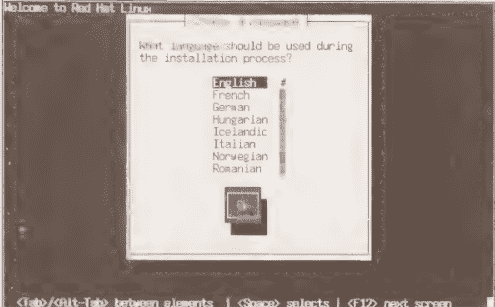 Welcome to Red Hat Linux
What language should be used during
the installation process?
English
French
German
Hungarian
Icelandic
Italian
Norwegian
Romanian
<Tab>/<Alt-Tab> between elements | <Space> selects | <F12> next screen